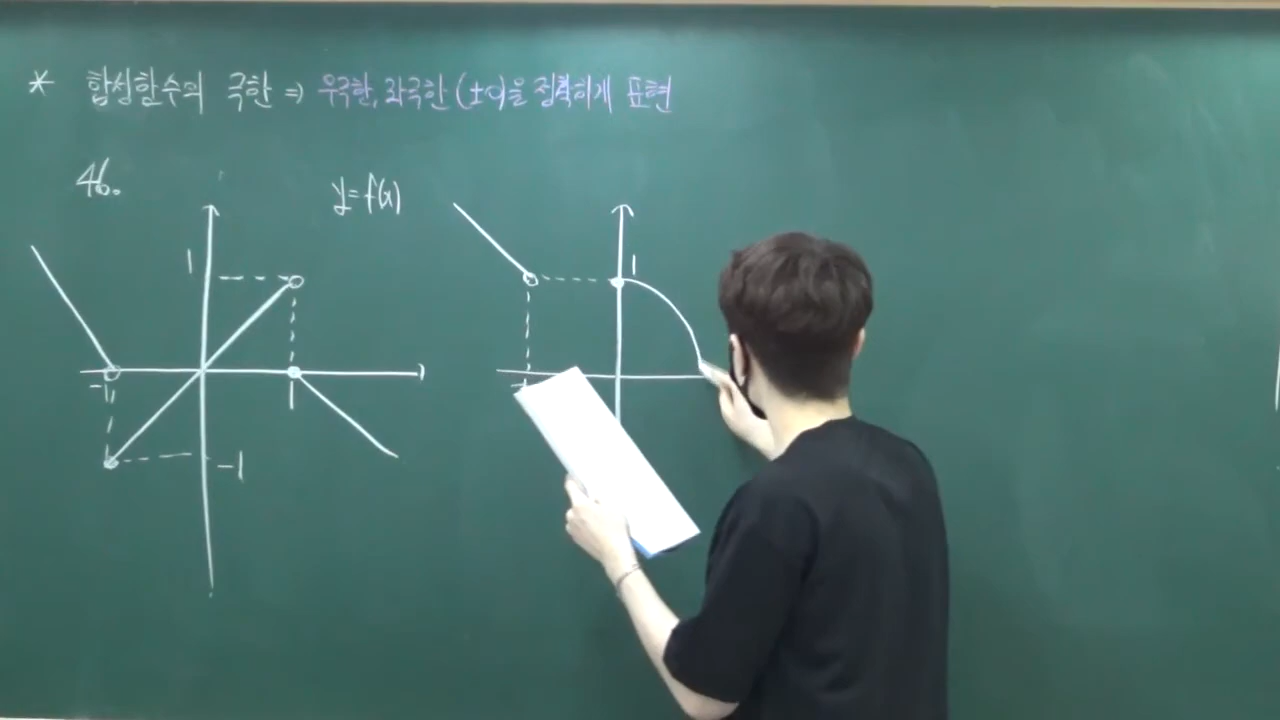 * 합성함수의 극한 ⇒ 우극한, 좌극한 (±0)을 정확하게 표현
46.
y=f(x)
1
1
-1
-1